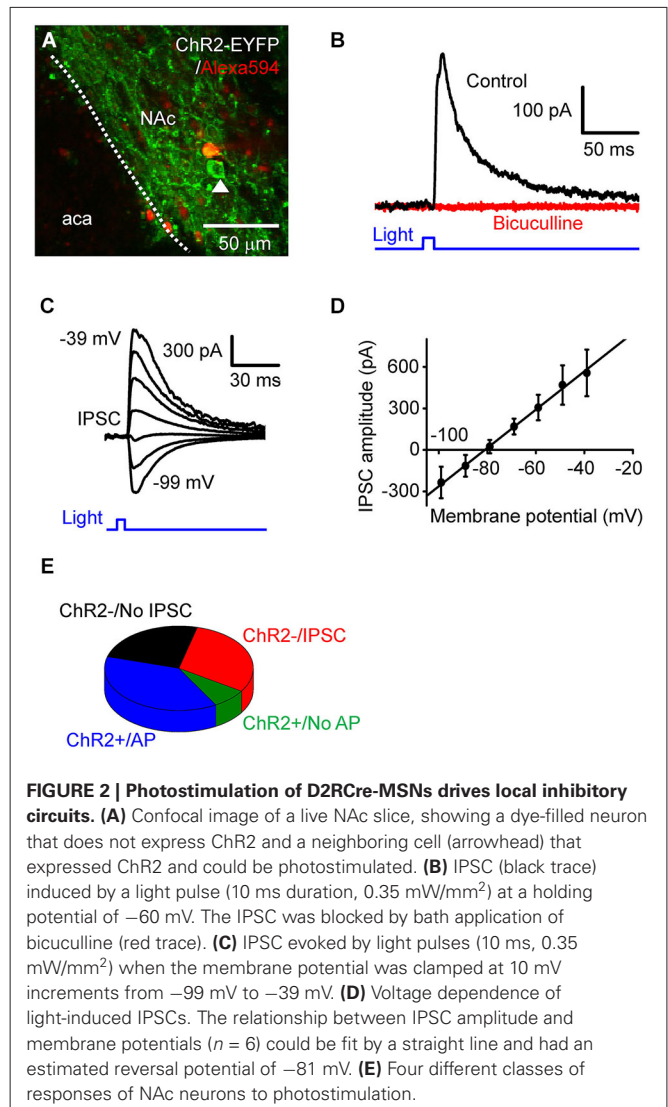 A
ChR2-EYFP
/Alexa594
NAc
aca
50 μm
B
Control
100 pA
50 ms
Bicuculline
Light
C
-39 mV
300 pA
30 ms
IPSC
-99 mV
Light
D
IPSC amplitude (pA)
600
300
0
-300
-100
-80
-60
-40
-20
Membrane potential (mV)
E
ChR2-/No IPSC
ChR2-/IPSC
ChR2+/No AP
ChR2+/AP
FIGURE 2 | Photostimulation of D2RCre-MSNs drives local inhibitory
circuits. (A) Confocal image of a live NAc slice, showing a dye-filled neuron
that does not express ChR2 and a neighboring cell (arrowhead) that
expressed ChR2 and could be photostimulated. (B) IPSC (black trace)
induced by a light pulse (10 ms duration, 0.35 mW/mm²) at a holding
potential of −60 mV. The IPSC was blocked by bath application of
bicuculline (red trace). (C) IPSC evoked by light pulses (10 ms, 0.35
mW/mm²) when the membrane potential was clamped at 10 mV
increments from −99 mV to −39 mV. (D) Voltage dependence of
light-induced IPSCs. The relationship between IPSC amplitude and
membrane potentials (n = 6) could be fit by a straight line and had an
estimated reversal potential of −81 mV. (E) Four different classes of
responses of NAc neurons to photostimulation.